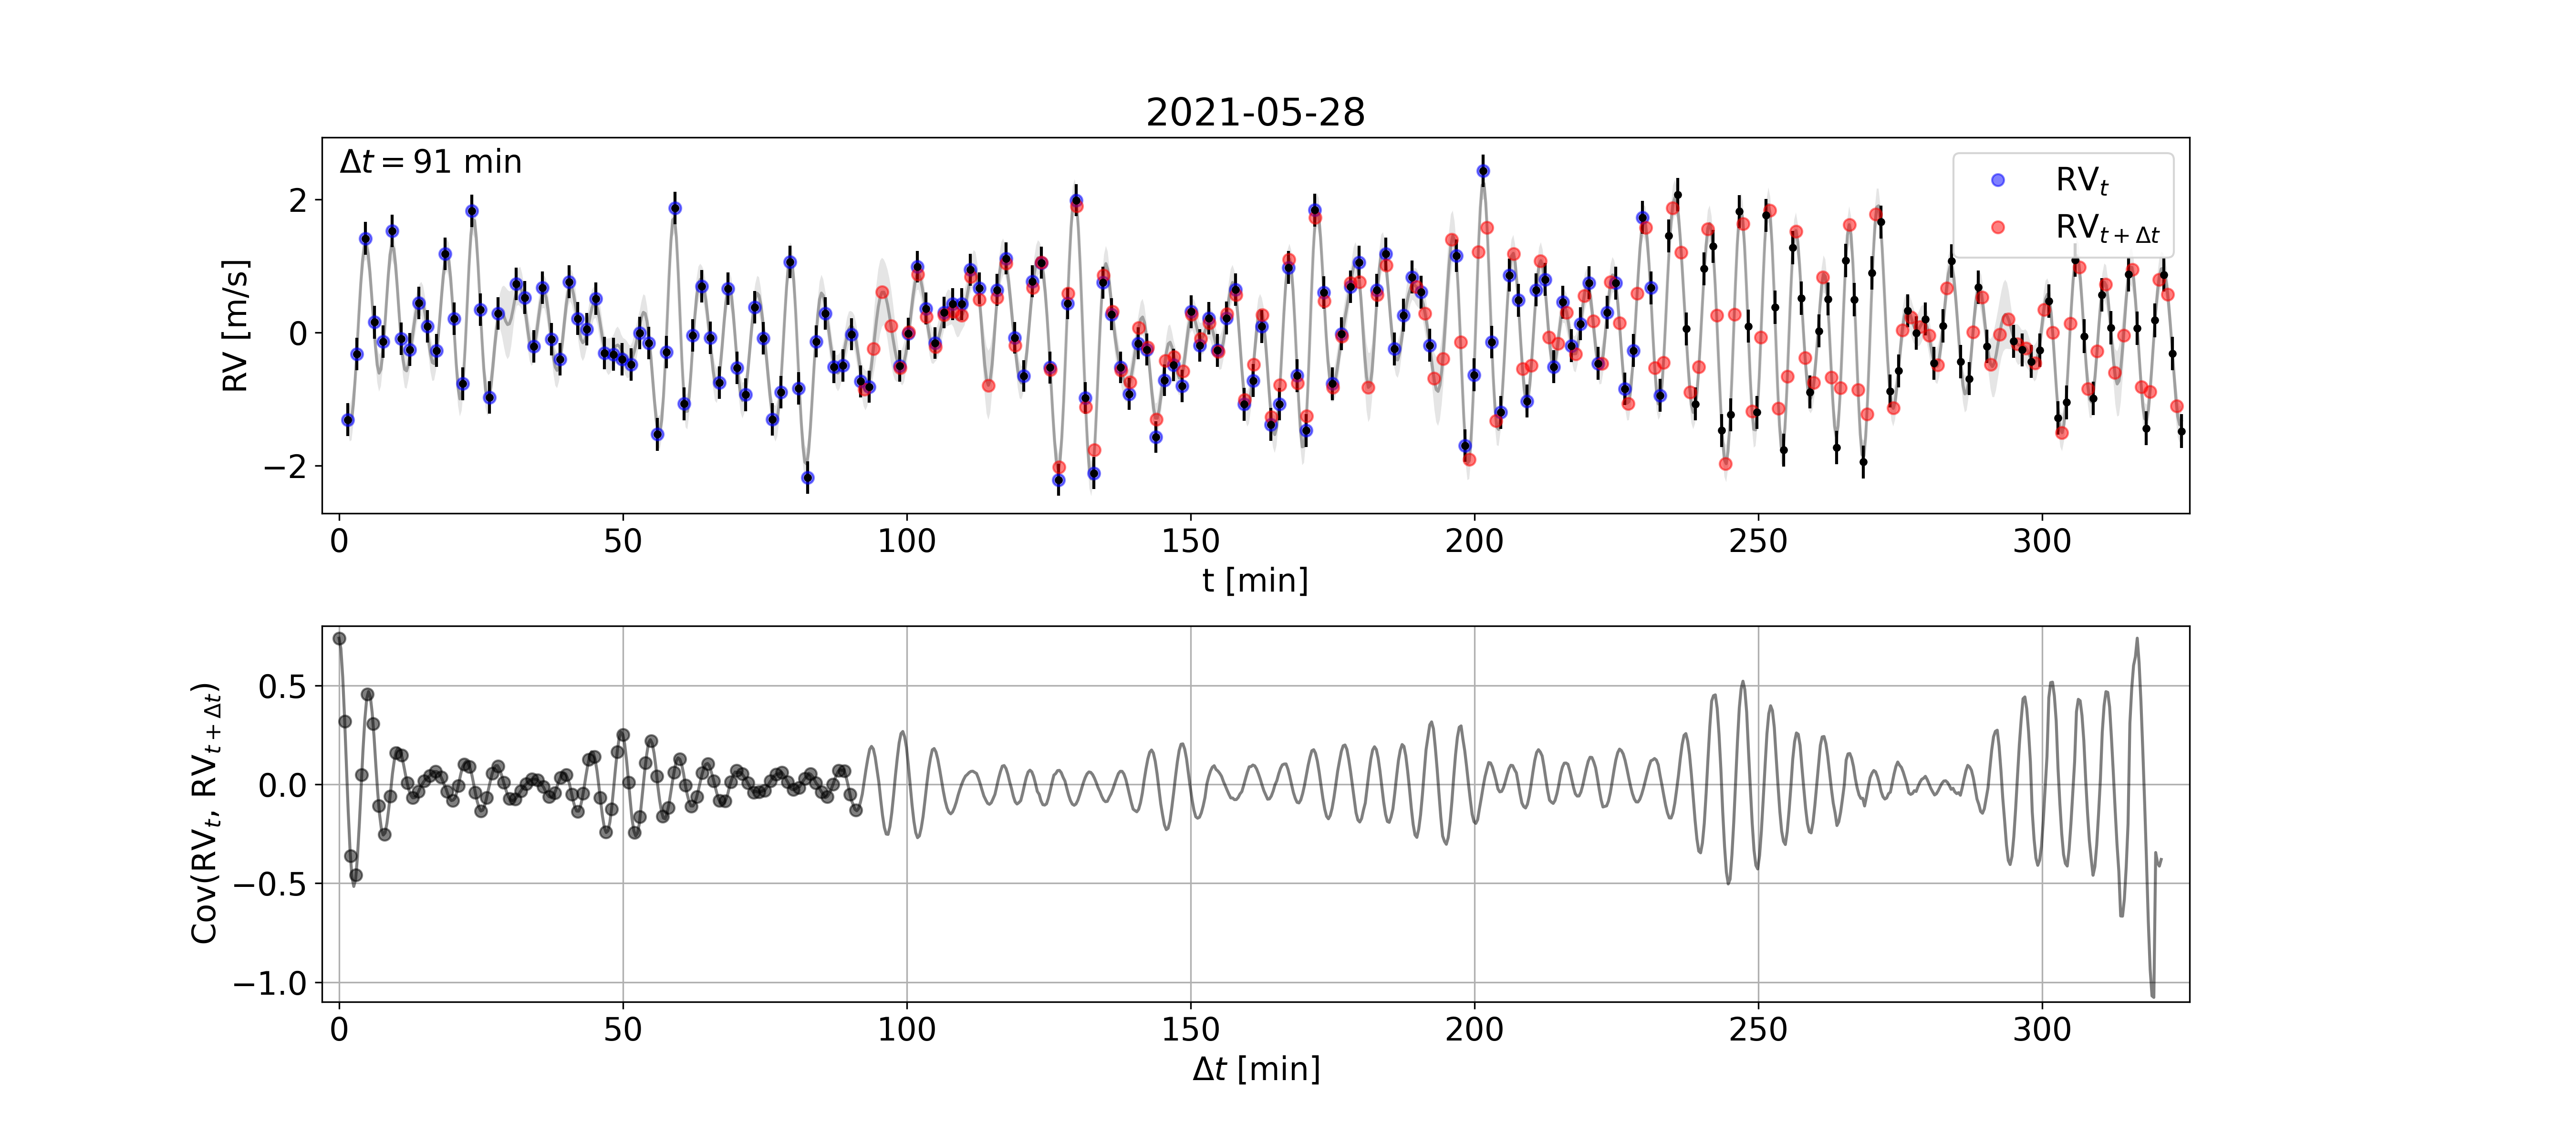 2021-05-28
Δt = 91 min
RV_t
RV_{t+Δt}
RV [m/s]
2
0
−2
0 50 100 150 200 250 300
t [min]
Cov(RV_t, RV_{t+Δt})
0.5
0.0
−0.5
−1.0
0 50 100 150 200 250 300
Δt [min]